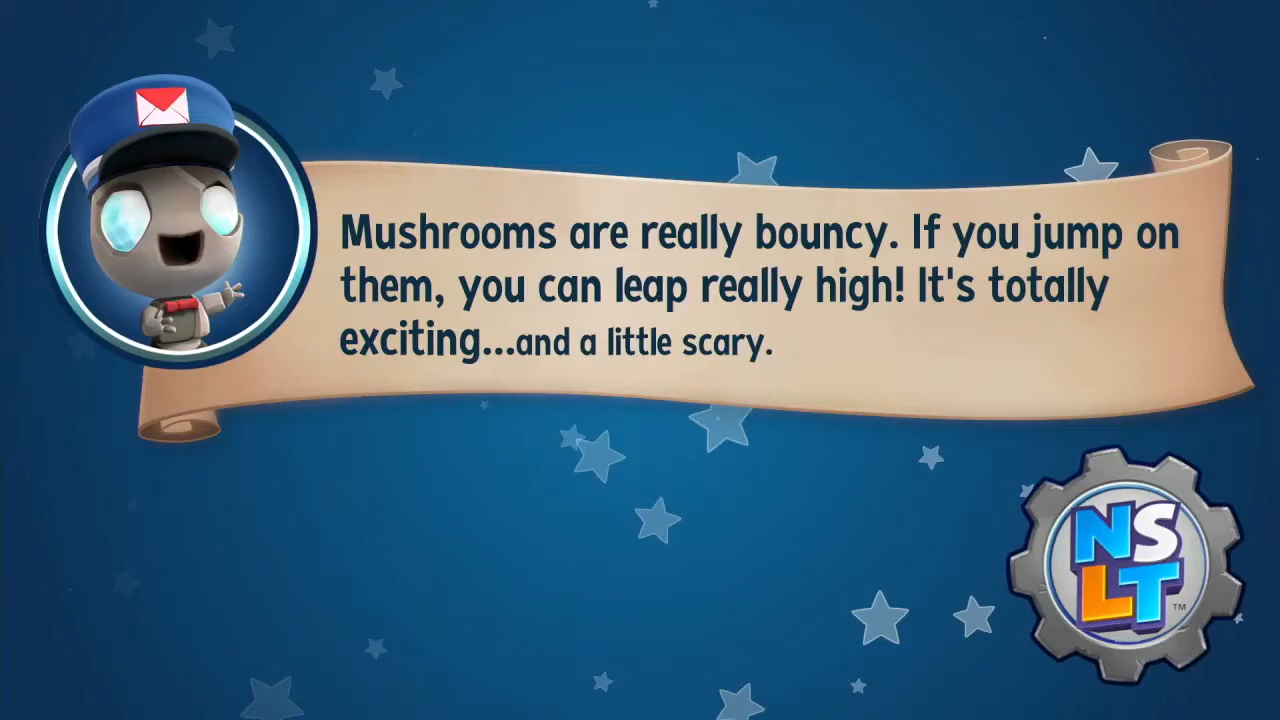 Mushrooms are really bouncy. If you jump on
them, you can leap really high! It's totally
exciting...and a little scary.
NS
LT
TM